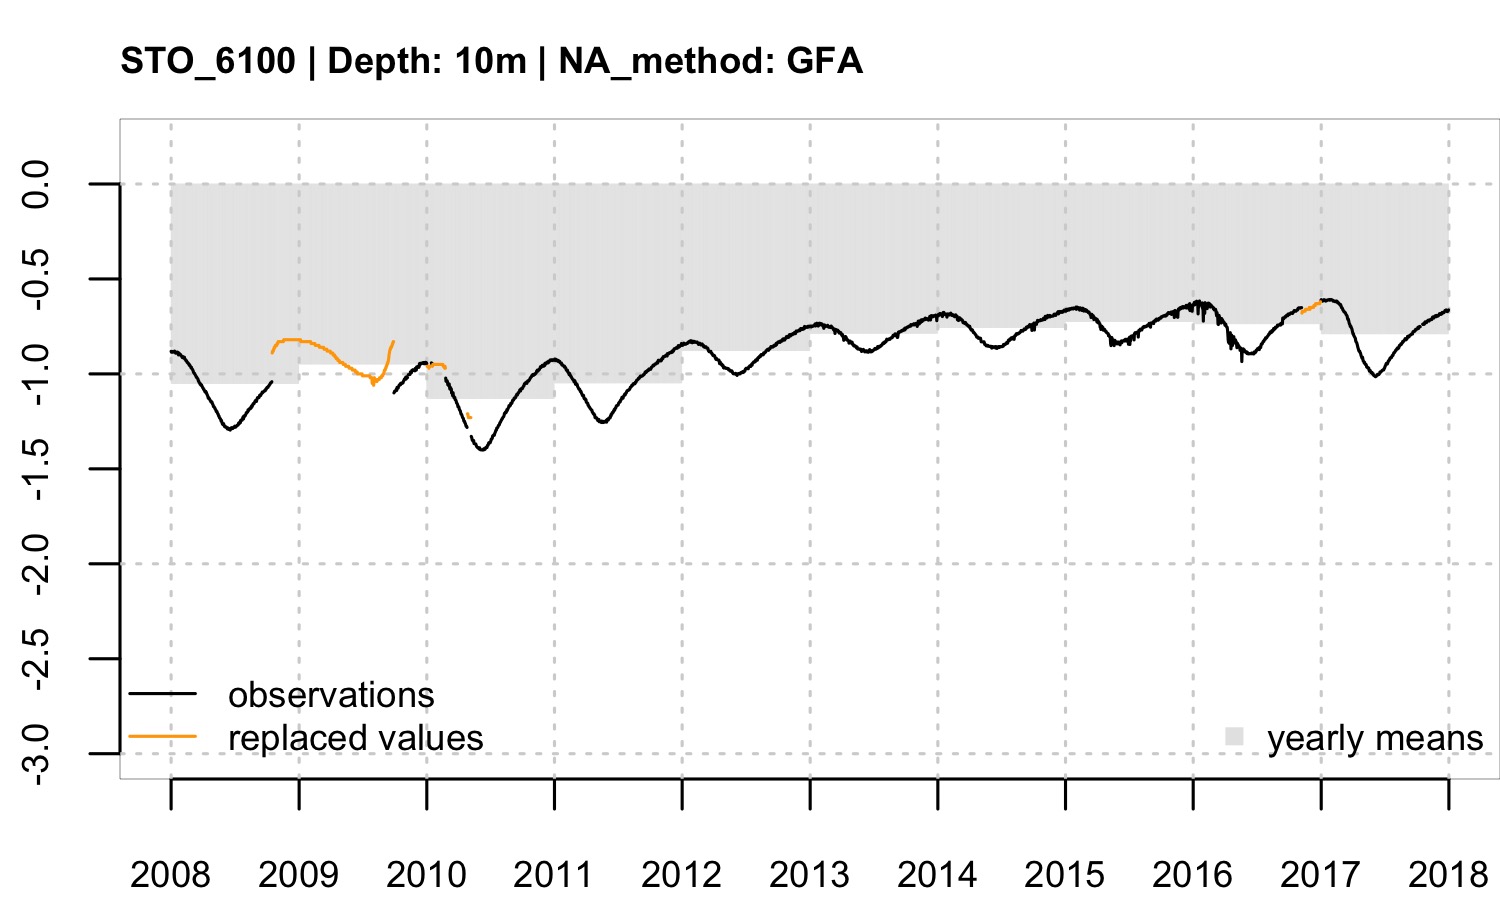 STO_6100 | Depth: 10m | NA_method: GFA
0.0
-0.5
-1.0
-1.5
-2.0
-2.5
-3.0
observations
replaced values
yearly means
2008 2009 2010 2011 2012 2013 2014 2015 2016 2017 2018